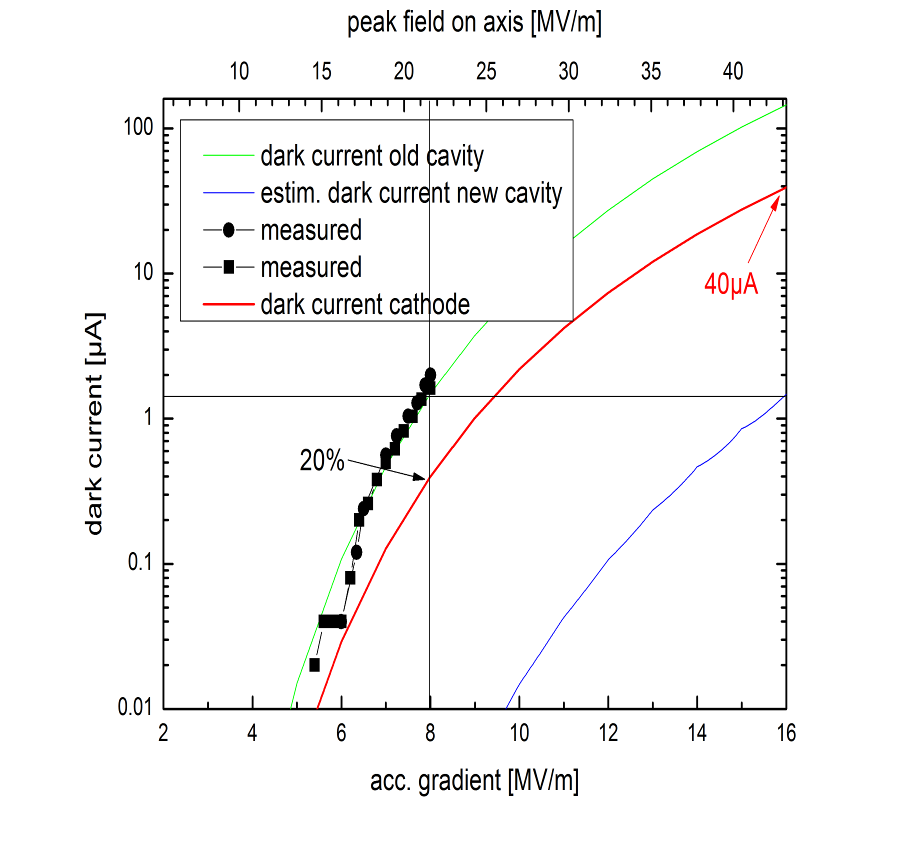 peak field on axis [MV/m]
10 15 20 25 30 35 40
100
10
1
0.1
0.01
dark current [µA]
dark current old cavity
estim. dark current new cavity
measured
measured
dark current cathode
40µA
20%
2 4 6 8 10 12 14 16
acc. gradient [MV/m]